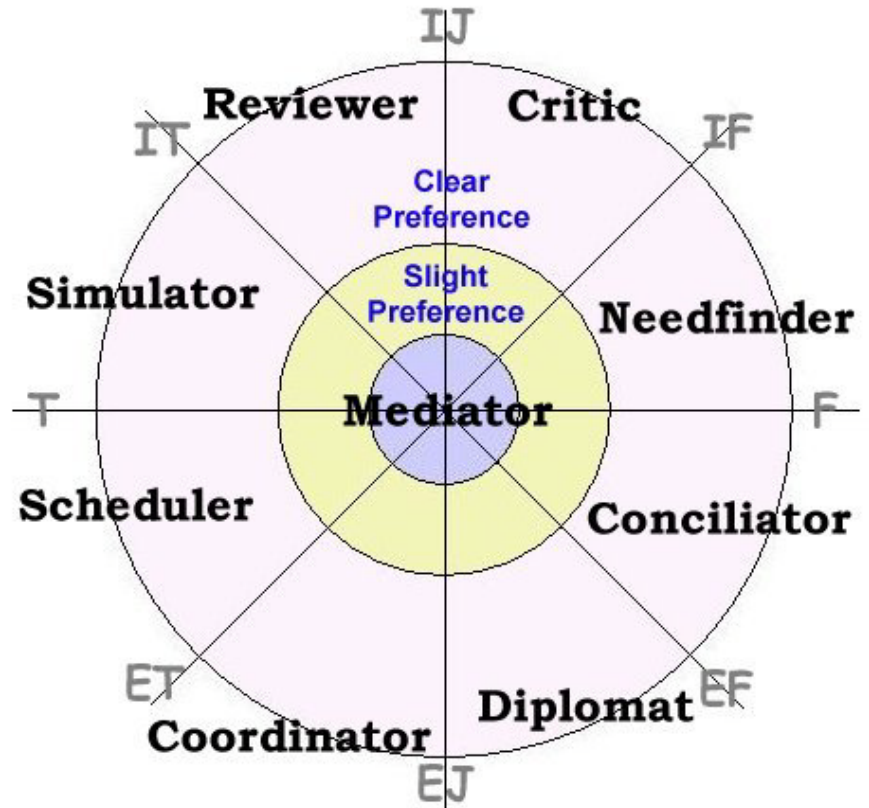 IJ
Reviewer
Critic
IT
IF
Clear
Preference
Slight
Preference
Simulator
Needfinder
T
Mediator
F
Scheduler
Conciliator
ET
EF
Diplomat
Coordinator
EJ